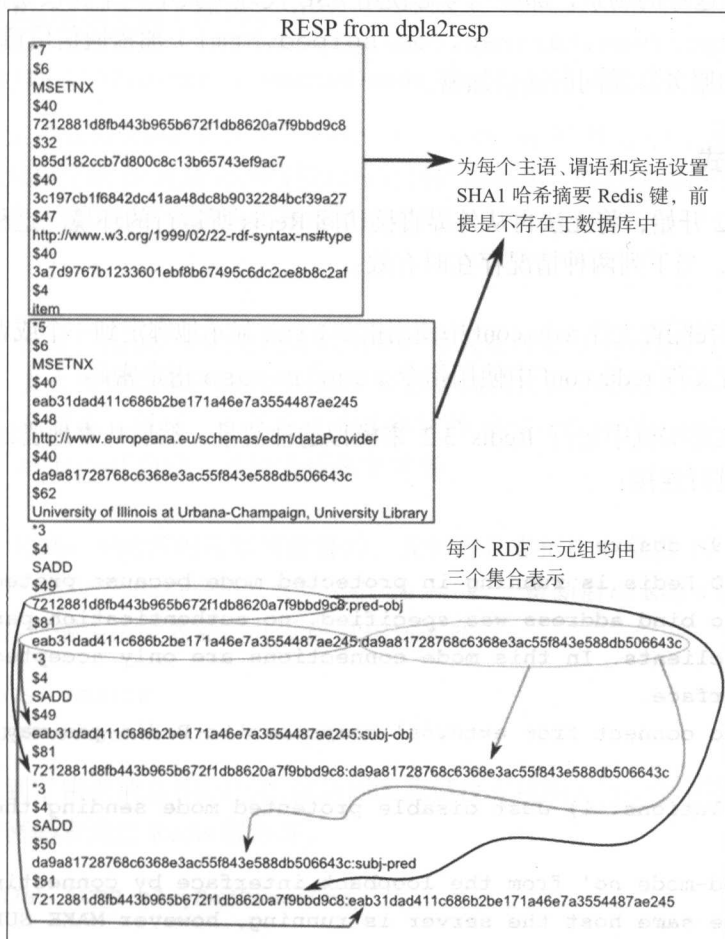 RESP from dpla2resp
*7
$6
MSETNX
$40
7212881d8fb443b965b672f1db8620a7f9bbd9c8
$32
b85d182ccb7d800c8c13b65743ef9ac7
$40
3c197cb1f6842dc41aa48dc8b9032284bcf39a27
$47
http://www.w3.org/1999/02/22-rdf-syntax-ns#type
$40
3a7d9767b1233601ebf8b67495c6dc2ce8b8c2af
$4
item
为每个主语、谓语和宾语设置
SHA1 哈希摘要 Redis 键，前
提是不存在于数据库中
*5
$6
MSETNX
$40
eab31dad411c686b2be171a46e7a3554487ae245
$48
http://www.europeana.eu/schemas/edm/dataProvider
$40
da9a81728768c6368e3ac55f843e588db506643c
$62
University of Illinois at Urbana-Champaign, University Library
每个 RDF 三元组均由
三个集合表示
*3
$4
SADD
$49
7212881d8fb443b965b672f1db8620a7f9bbd9c8:pred-obj
$81
eab31dad411c686b2be171a46e7a3554487ae245:da9a81728768c6368e3ac55f843e588db506643c
*3
$4
SADD
$49
eab31dad411c686b2be171a46e7a3554487ae245:subj-obj
$81
7212881d8fb443b965b672f1db8620a7f9bbd9c8:da9a81728768c6368e3ac55f843e588db506643c
*3
$4
SADD
$50
da9a81728768c6368e3ac55f843e588db506643c:subj-pred
$81
7212881d8fb443b965b672f1db8620a7f9bbd9c8:eab31dad411c686b2be171a46e7a3554487ae245